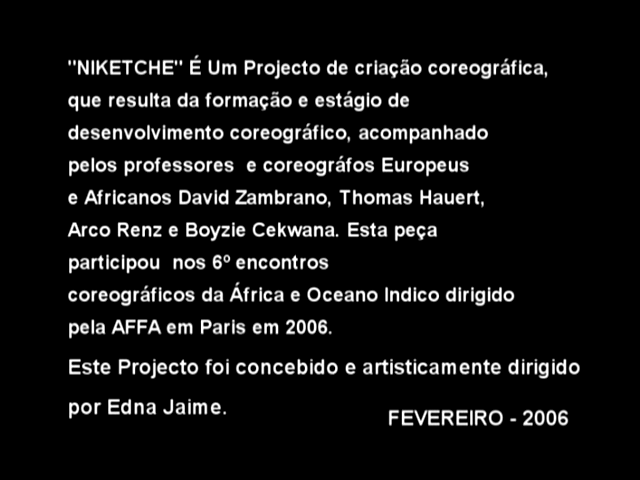 "NIKETCHE" É Um Projecto de criação coreográfica,
que resulta da formação e estágio de
desenvolvimento coreográfico, acompanhado
pelos professores e coreográfos Europeus
e Africanos David Zambrano, Thomas Hauert,
Arco Renz e Boyzie Cekwana. Esta peça
participou nos 6º encontros
coreográficos da África e Oceano Indico dirigido
pela AFFA em Paris em 2006.
Este Projecto foi concebido e artisticamente dirigido
por Edna Jaime.
FEVEREIRO - 2006